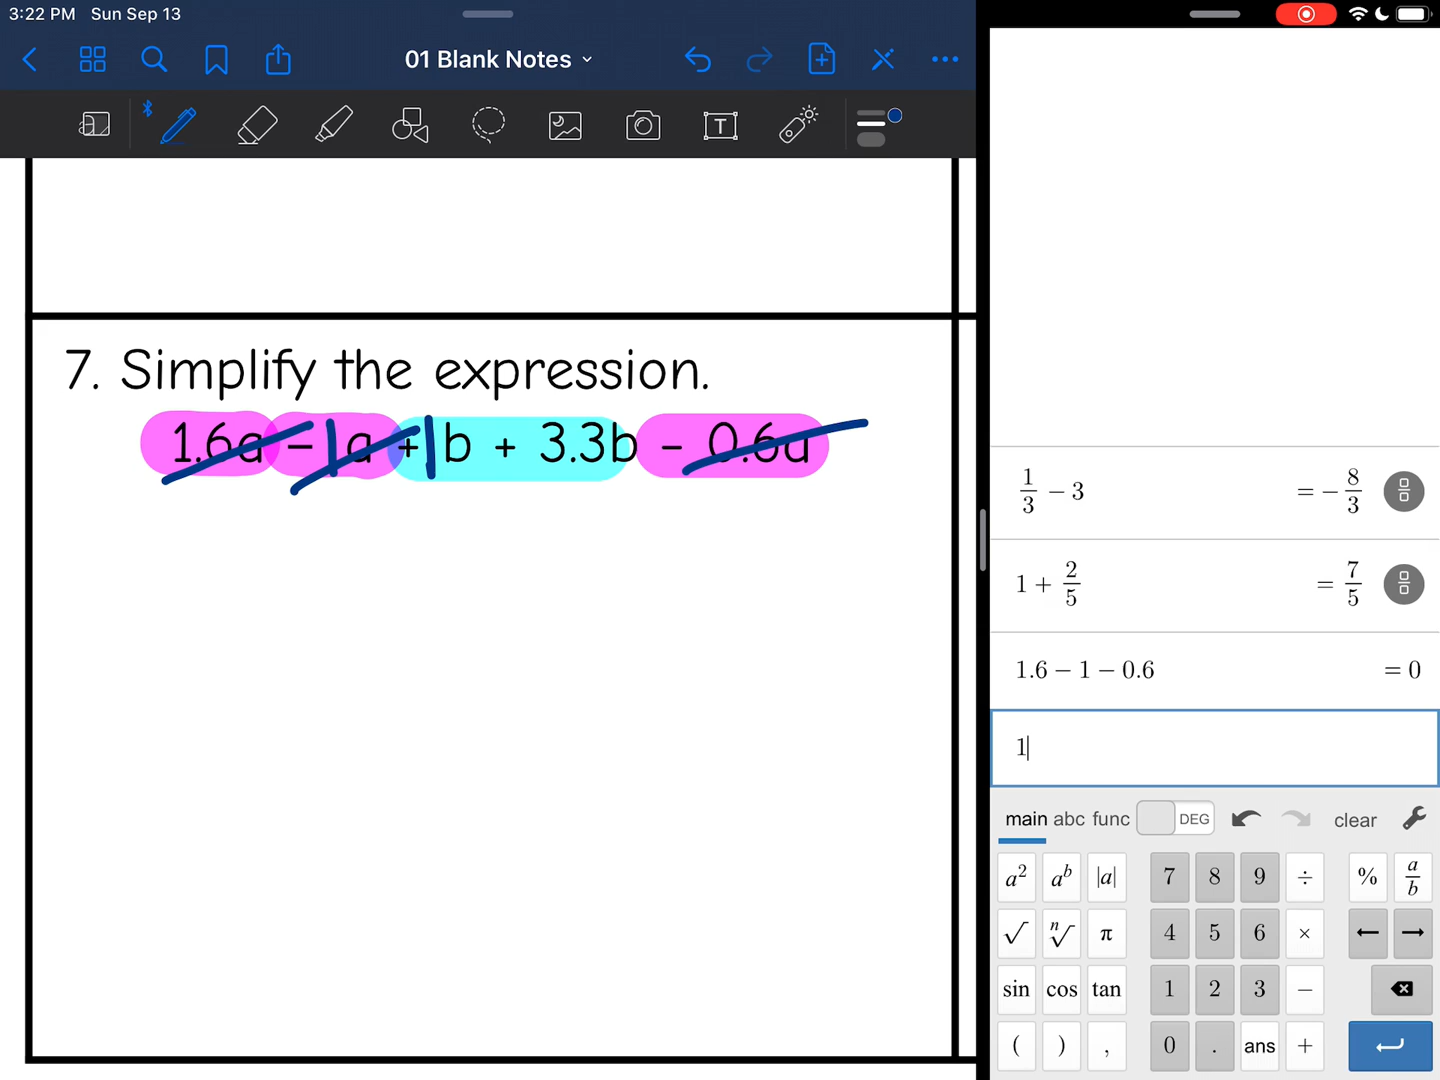 3:22 PM Sun Sep 13
01 Blank Notes
7. Simplify the expression.
1.6a – 1a + 1b + 3.3b – 0.6a
1/3 − 3 = −8/3
1 + 2/5 = 7/5
1.6 − 1 − 0.6 = 0
1
main abc func DEG clear
a² aᵇ |a| 7 8 9 ÷ % a/b
√ ⁿ√ π 4 5 6 × ← →
sin cos tan 1 2 3 −
( ) , 0 . ans +